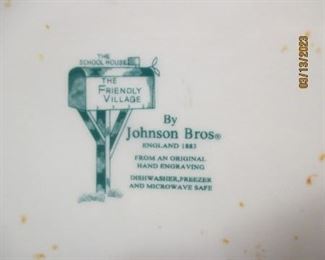 THE
SCHOOL HOUSE
THE
FRIENDLY
VILLAGE
By
Johnson Bros®
ENGLAND 1883
FROM AN ORIGINAL
HAND ENGRAVING
DISHWASHER, FREEZER
AND MICROWAVE SAFE
03/13/2023